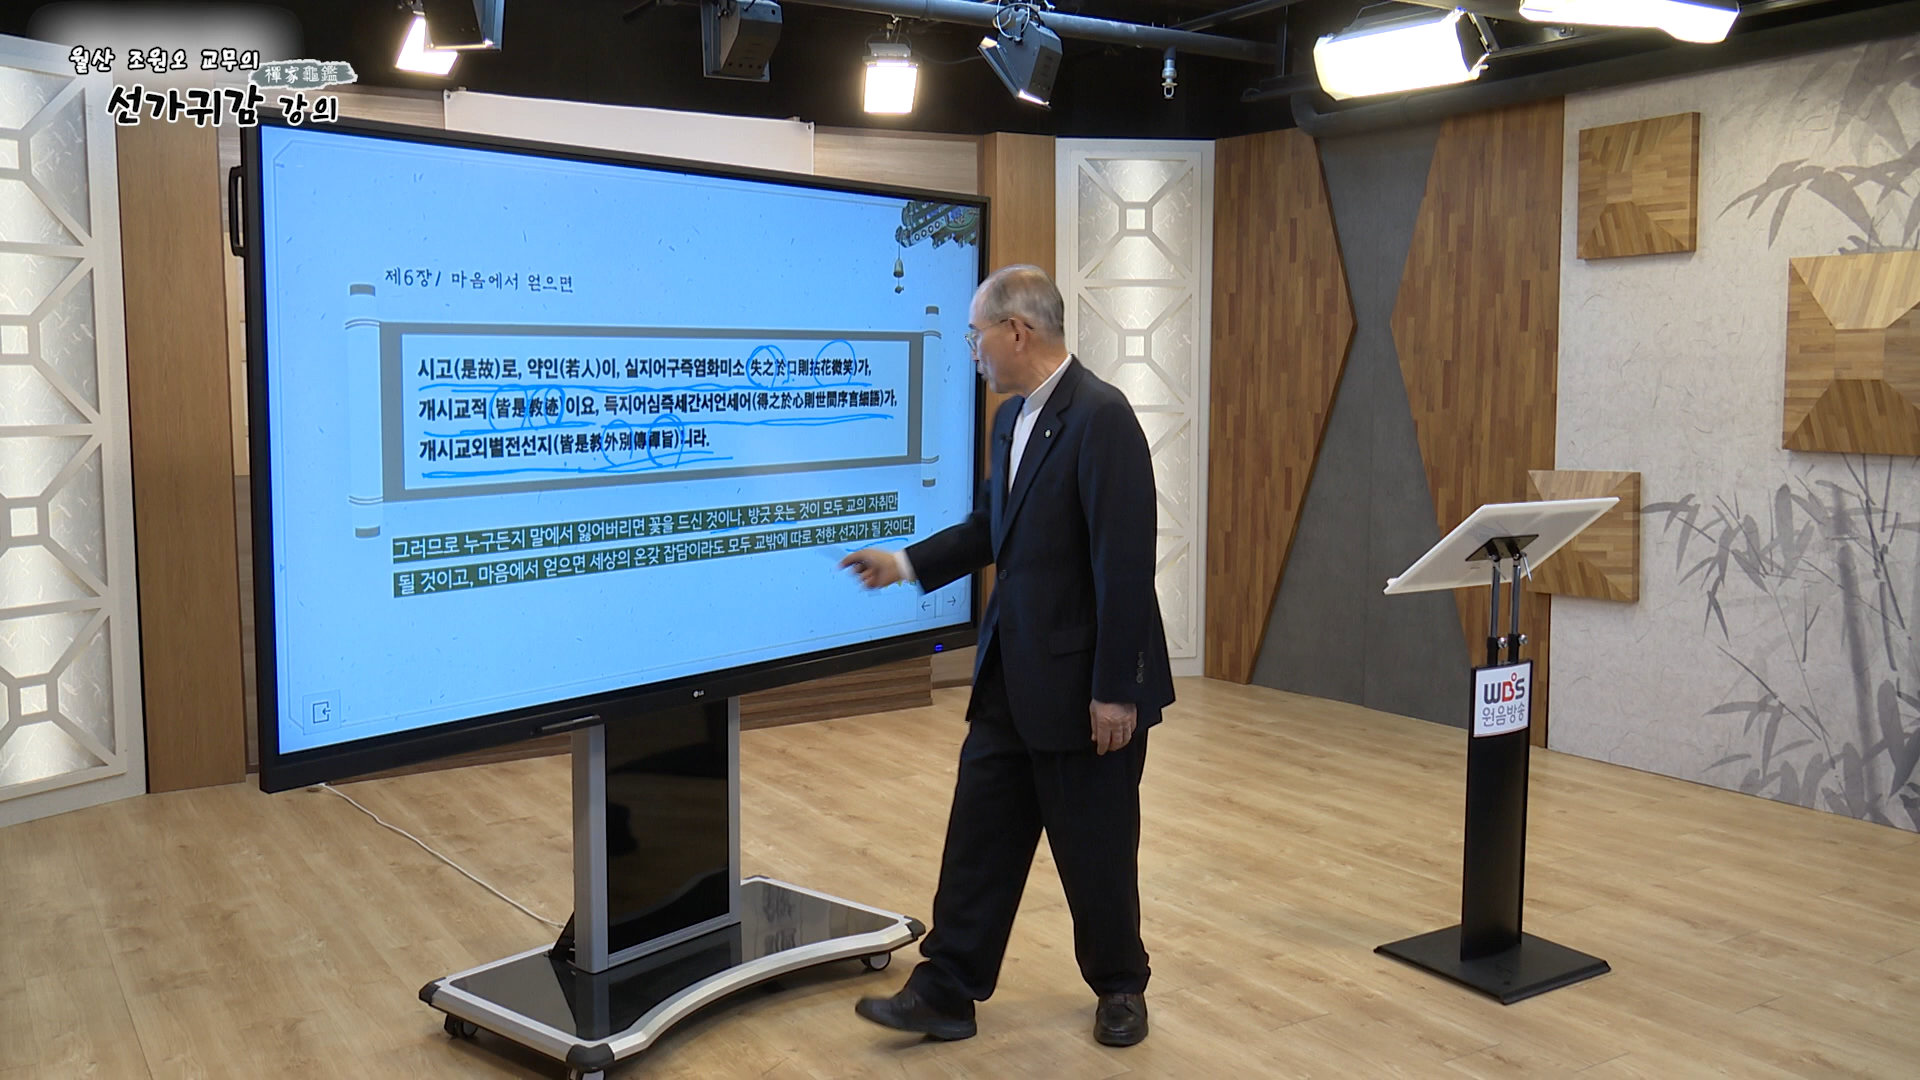 월산 조원오 교무의
禪家龜鑑
선가귀감 강의
제6장/ 마음에서 얻으면
시고(是故)로, 약인(若人)이, 실지어구즉염화미소(失之於口則拈花微笑)가,
개시교적(皆是教迹)이요, 득지어심즉세간서언세어(得之於心則世間序言細語)가,
개시교외별전선지(皆是教外別傳禪旨)니라.
그러므로 누구든지 말에서 잃어버리면 꽃을 드신 것이나, 방긋 웃는 것이 모두 교의 자취만
될 것이고, 마음에서 얻으면 세상의 온갖 잡담이라도 모두 교밖에 따로 전한 선지가 될 것이다.
LG
WBS
원음방송